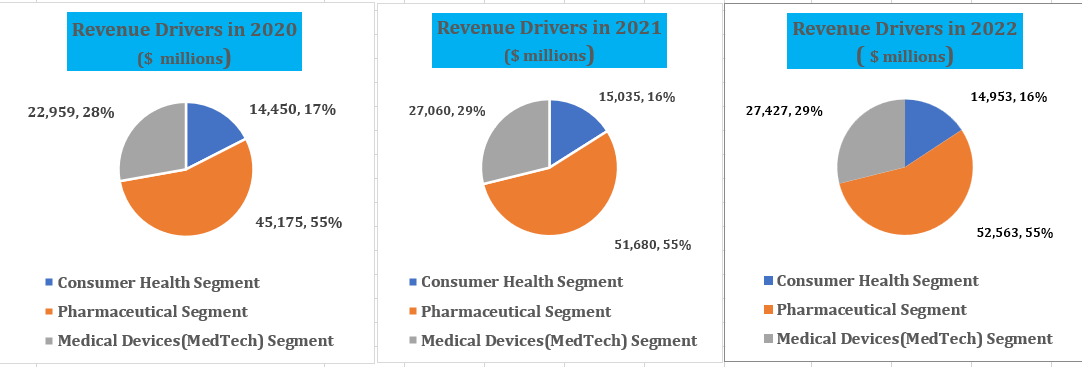 Revenue Drivers in 2020
($ millions)
22,959, 28%
14,450, 17%
45,175, 55%
Consumer Health Segment
Pharmaceutical Segment
Medical Devices(MedTech) Segment
Revenue Drivers in 2021
($ millions)
27,060, 29%
15,035, 16%
51,680, 55%
Consumer Health Segment
Pharmaceutical Segment
Medical Devices(MedTech) Segment
Revenue Drivers in 2022
( $ millions)
27,427, 29%
14,953, 16%
52,563, 55%
Consumer Health Segment
Pharmaceutical Segment
Medical Devices(MedTech) Segment